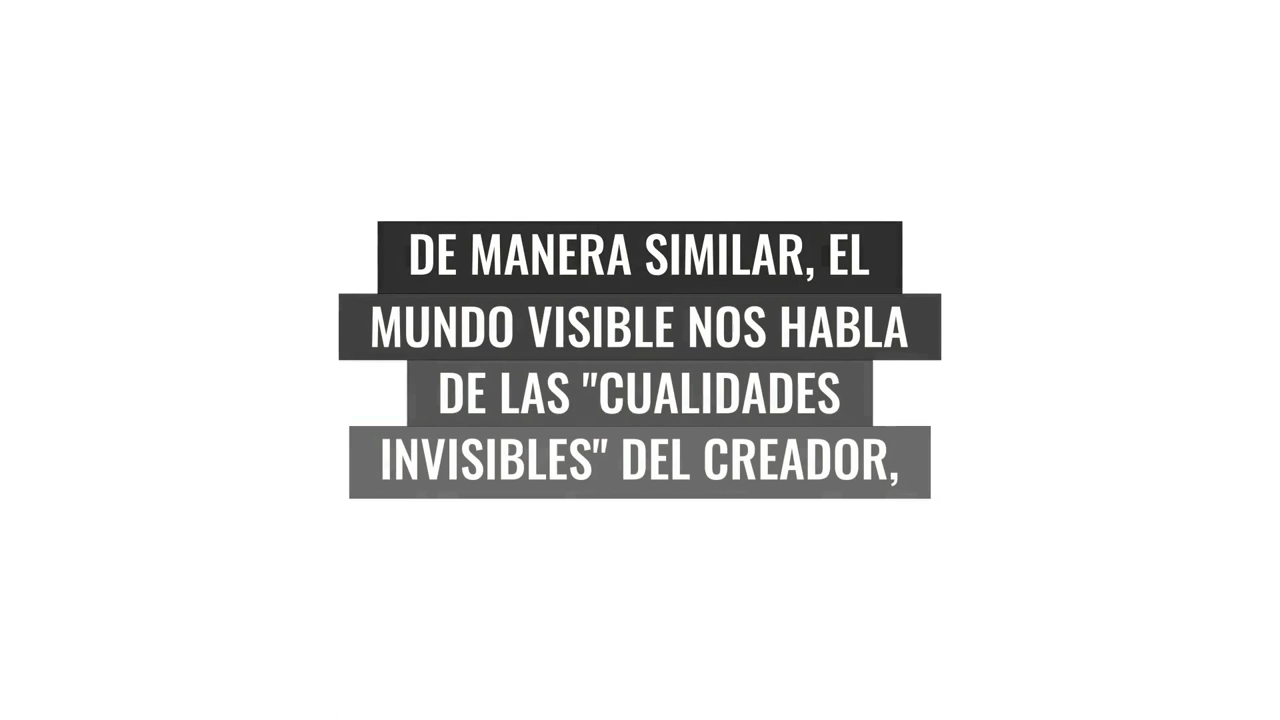 DE MANERA SIMILAR, EL
MUNDO VISIBLE NOS HABLA
DE LAS "CUALIDADES
INVISIBLES" DEL CREADOR,